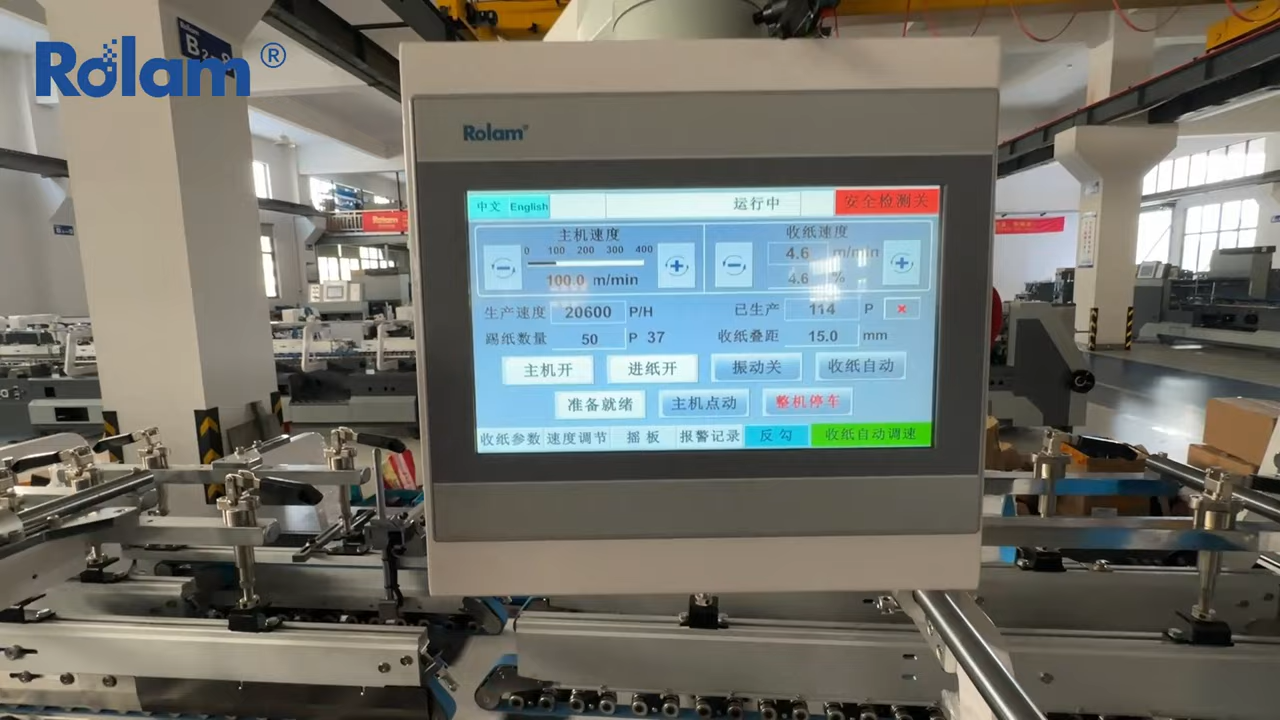 Rolam®
Rolam®
中文 English 运行中 安全检测关
主机速度 收纸速度
0 100 200 300 400
4.6 m/min
100.0 m/min
4.6 %
生产速度 20600 P/H 已生产 114 P
踢纸数量 50 P 37 收纸叠距 15.0 mm
主机开 进纸开 振动关 收纸自动
准备就绪 主机点动 整机停车
收纸参数 速度调节 摇板 报警记录 反勾 收纸自动调速